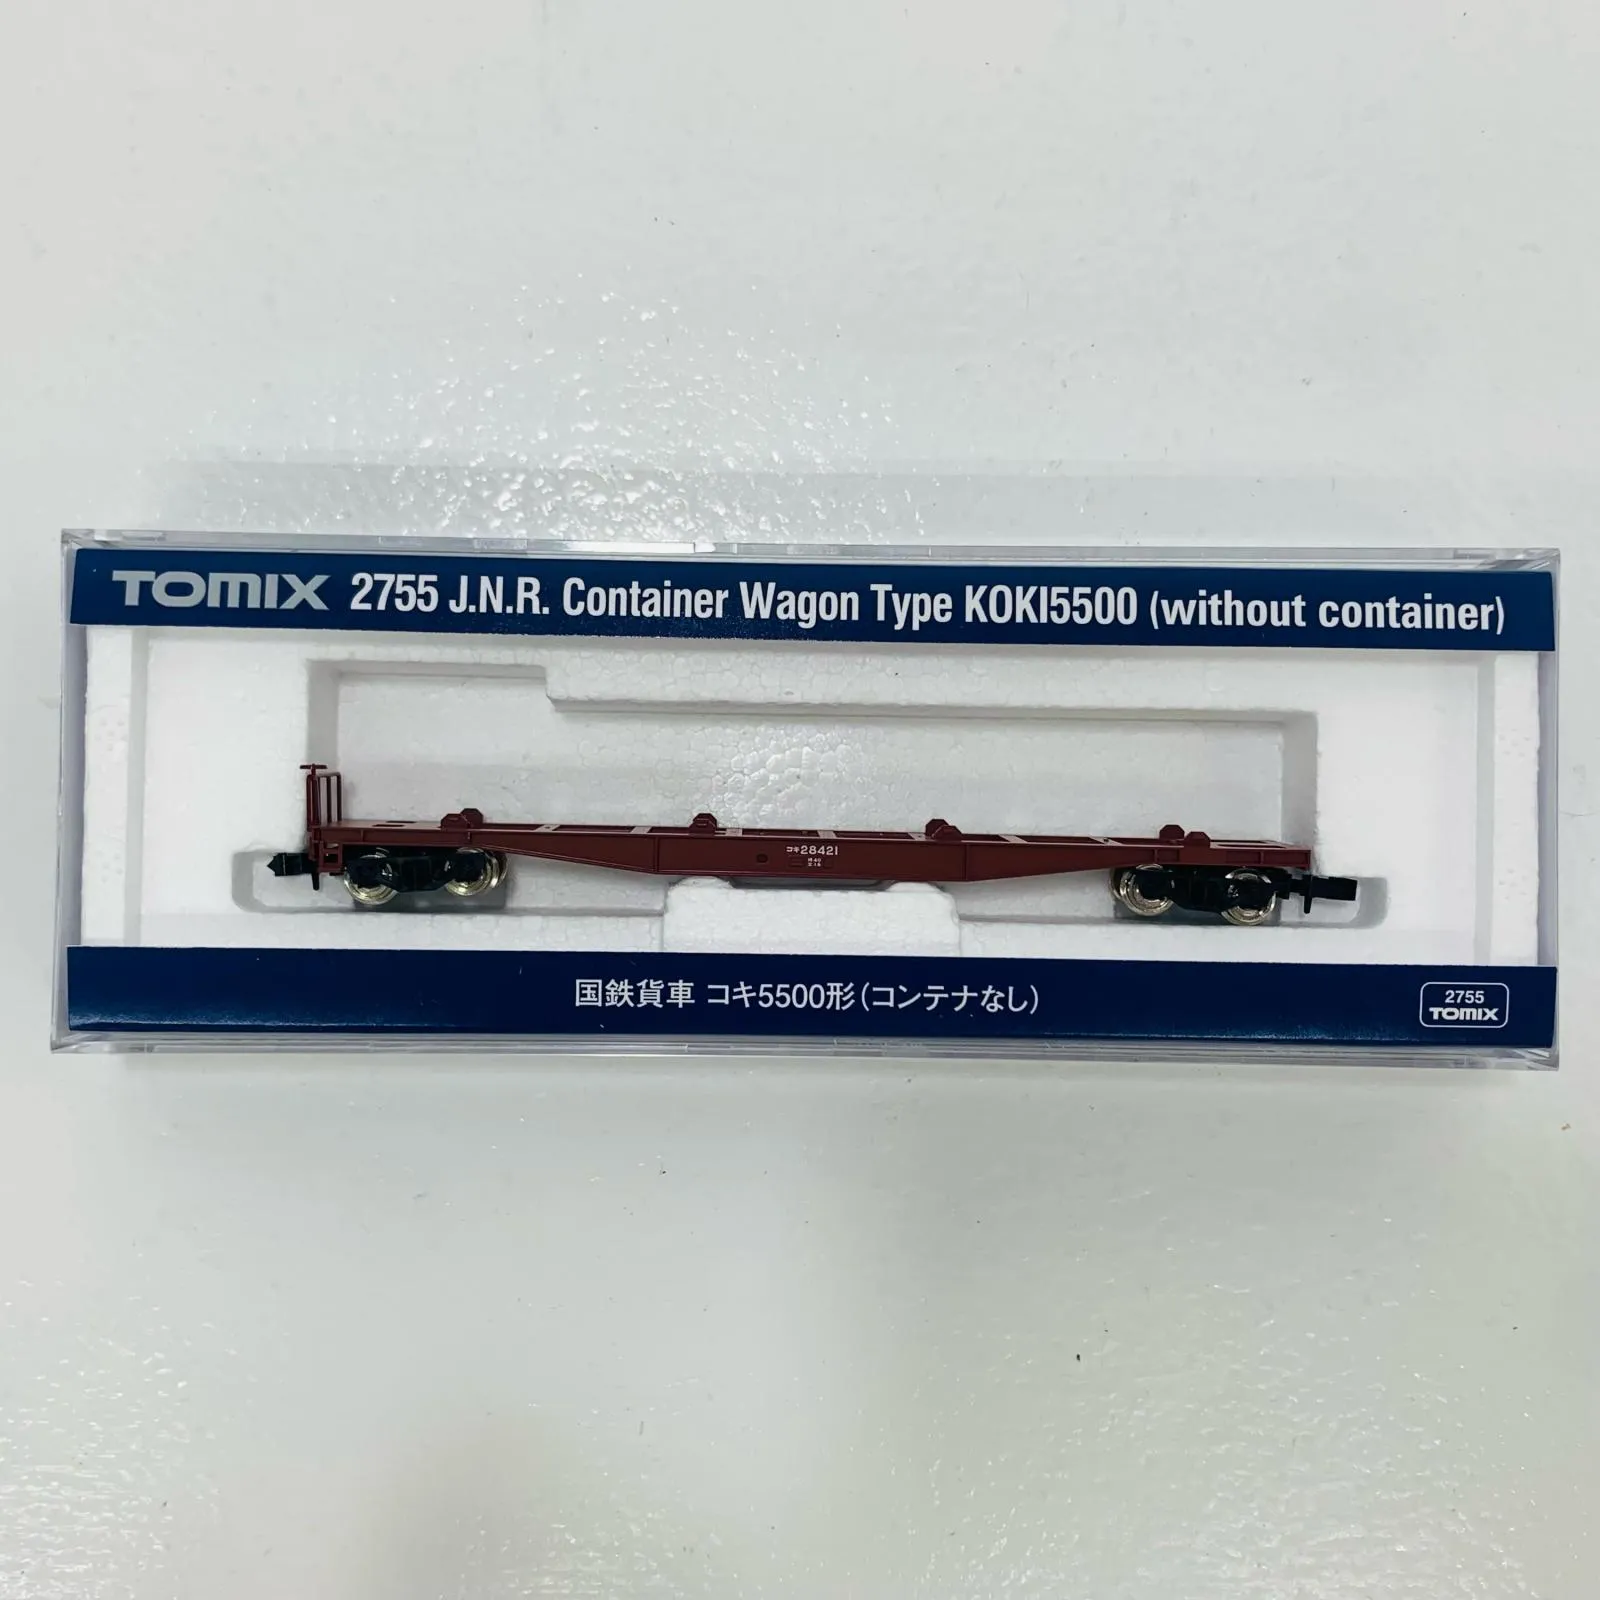 TOMIX 2755 J.N.R. Container Wagon Type KOKI5500 (without container)
コキ28421
国鉄貨車 コキ5500形(コンテナなし)
2755
TOMIX